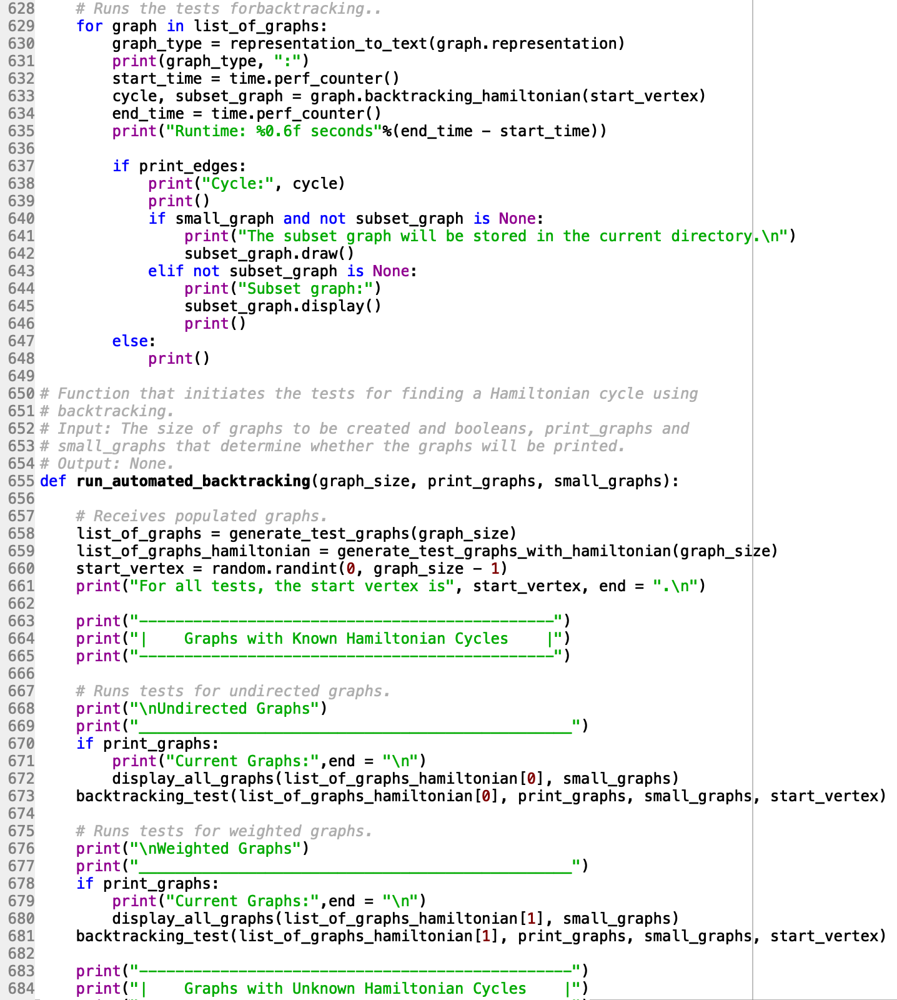 628     # Runs the tests forbacktracking..
629     for graph in list_of_graphs:
630         graph_type = representation_to_text(graph.representation)
631         print(graph_type, ":")
632         start_time = time.perf_counter()
633         cycle, subset_graph = graph.backtracking_hamiltonian(start_vertex)
634         end_time = time.perf_counter()
635         print("Runtime: %0.6f seconds"%(end_time - start_time))
636
637         if print_edges:
638             print("Cycle:", cycle)
639             print()
640             if small_graph and not subset_graph is None:
641                 print("The subset graph will be stored in the current directory.\n")
642                 subset_graph.draw()
643             elif not subset_graph is None:
644                 print("Subset graph:")
645                 subset_graph.display()
646                 print()
647         else:
648             print()
649
650 # Function that initiates the tests for finding a Hamiltonian cycle using
651 # backtracking.
652 # Input: The size of graphs to be created and booleans, print_graphs and
653 # small_graphs that determine whether the graphs will be printed.
654 # Output: None.
655 def run_automated_backtracking(graph_size, print_graphs, small_graphs):
656
657     # Receives populated graphs.
658     list_of_graphs = generate_test_graphs(graph_size)
659     list_of_graphs_hamiltonian = generate_test_graphs_with_hamiltonian(graph_size)
660     start_vertex = random.randint(0, graph_size - 1)
661     print("For all tests, the start vertex is", start_vertex, end = ".\n")
662
663     print("----------------------------------------------")
664     print("|    Graphs with Known Hamiltonian Cycles    |")
665     print("----------------------------------------------")
666
667     # Runs tests for undirected graphs.
668     print("\nUndirected Graphs")
669     print("________________________________________________")
670     if print_graphs:
671         print("Current Graphs:",end = "\n")
672         display_all_graphs(list_of_graphs_hamiltonian[0], small_graphs)
673     backtracking_test(list_of_graphs_hamiltonian[0], print_graphs, small_graphs, start_vertex)
674
675     # Runs tests for weighted graphs.
676     print("\nWeighted Graphs")
677     print("________________________________________________")
678     if print_graphs:
679         print("Current Graphs:",end = "\n")
680         display_all_graphs(list_of_graphs_hamiltonian[1], small_graphs)
681     backtracking_test(list_of_graphs_hamiltonian[1], print_graphs, small_graphs, start_vertex)
682
683     print("------------------------------------------------")
684     print("|    Graphs with Unknown Hamiltonian Cycles    |")